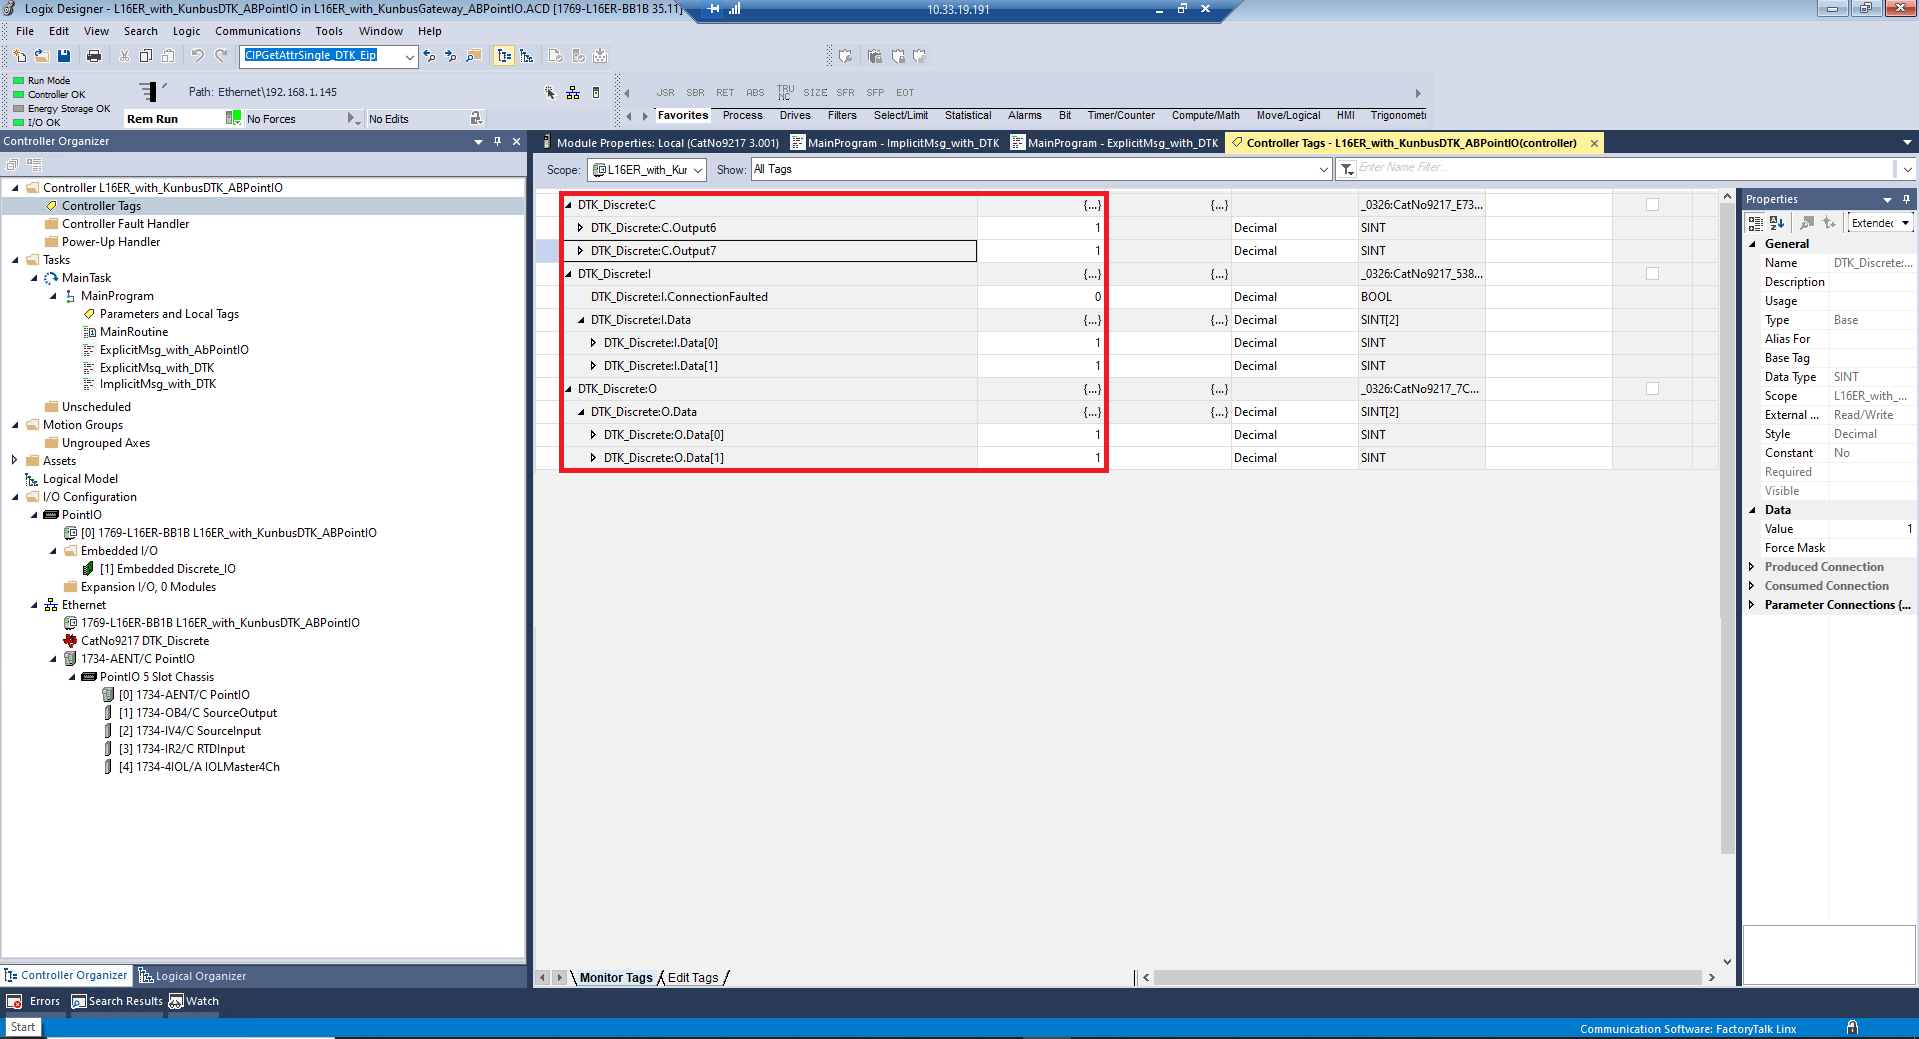 Logix Designer - L16ER_with_KunbusDTK_ABPointIO in L16ER_with_KunbusGateway_ABPointIO.ACD [1769-L16ER-BB1B 35.11]
10.33.19.191
File Edit View Search Logic Communications Tools Window Help
CIPGetAttrSingle_DTK_Eip
Run Mode
Controller OK
Energy Storage OK
I/O OK
Path: Ethernet\192.168.1.145
Rem Run No Forces No Edits
JSR SBR RET ABS TRUNC SIZE SFR SFP EOT
Favorites Process Drives Filters Select/Limit Statistical Alarms Bit Timer/Counter Compute/Math Move/Logical HMI Trigonomet
Controller Organizer
Module Properties: Local (CatNo9217 3.001) MainProgram - ImplicitMsg_with_DTK MainProgram - ExplicitMsg_with_DTK Controller Tags - L16ER_with_KunbusDTK_ABPointIO(controller)
Scope: L16ER_with_Kur Show: All Tags Enter Name Filter...
Controller L16ER_with_KunbusDTK_ABPointIO
Controller Tags
Controller Fault Handler
Power-Up Handler
Tasks
MainTask
MainProgram
Parameters and Local Tags
MainRoutine
ExplicitMsg_with_AbPointIO
ExplicitMsg_with_DTK
ImplicitMsg_with_DTK
Unscheduled
Motion Groups
Ungrouped Axes
Assets
Logical Model
I/O Configuration
PointIO
[0] 1769-L16ER-BB1B L16ER_with_KunbusDTK_ABPointIO
Embedded I/O
[1] Embedded Discrete_IO
Expansion I/O, 0 Modules
Ethernet
1769-L16ER-BB1B L16ER_with_KunbusDTK_ABPointIO
CatNo9217 DTK_Discrete
1734-AENT/C PointIO
PointIO 5 Slot Chassis
[0] 1734-AENT/C PointIO
[1] 1734-OB4/C SourceOutput
[2] 1734-IV4/C SourceInput
[3] 1734-IR2/C RTDInput
[4] 1734-4IOL/A IOLMaster4Ch
DTK_Discrete:C {...} {...} _0326:CatNo9217_E73...
DTK_Discrete:C.Output6 1 Decimal SINT
DTK_Discrete:C.Output7 1 Decimal SINT
DTK_Discrete:I {...} {...} _0326:CatNo9217_538...
DTK_Discrete:I.ConnectionFaulted 0 Decimal BOOL
DTK_Discrete:I.Data {...} {...} Decimal SINT[2]
DTK_Discrete:I.Data[0] 1 Decimal SINT
DTK_Discrete:I.Data[1] 1 Decimal SINT
DTK_Discrete:O {...} {...} _0326:CatNo9217_7C...
DTK_Discrete:O.Data {...} {...} Decimal SINT[2]
DTK_Discrete:O.Data[0] 1 Decimal SINT
DTK_Discrete:O.Data[1] 1 Decimal SINT
Properties
Extended
General
Name DTK_Discrete:...
Description
Usage
Type Base
Alias For
Base Tag
Data Type SINT
Scope L16ER_with_...
External ... Read/Write
Style Decimal
Constant No
Required
Visible
Data
Value 1
Force Mask
Produced Connection
Consumed Connection
Parameter Connections {...
Controller Organizer Logical Organizer
Monitor Tags Edit Tags
Errors Search Results Watch
Start
Communication Software: FactoryTalk Linx